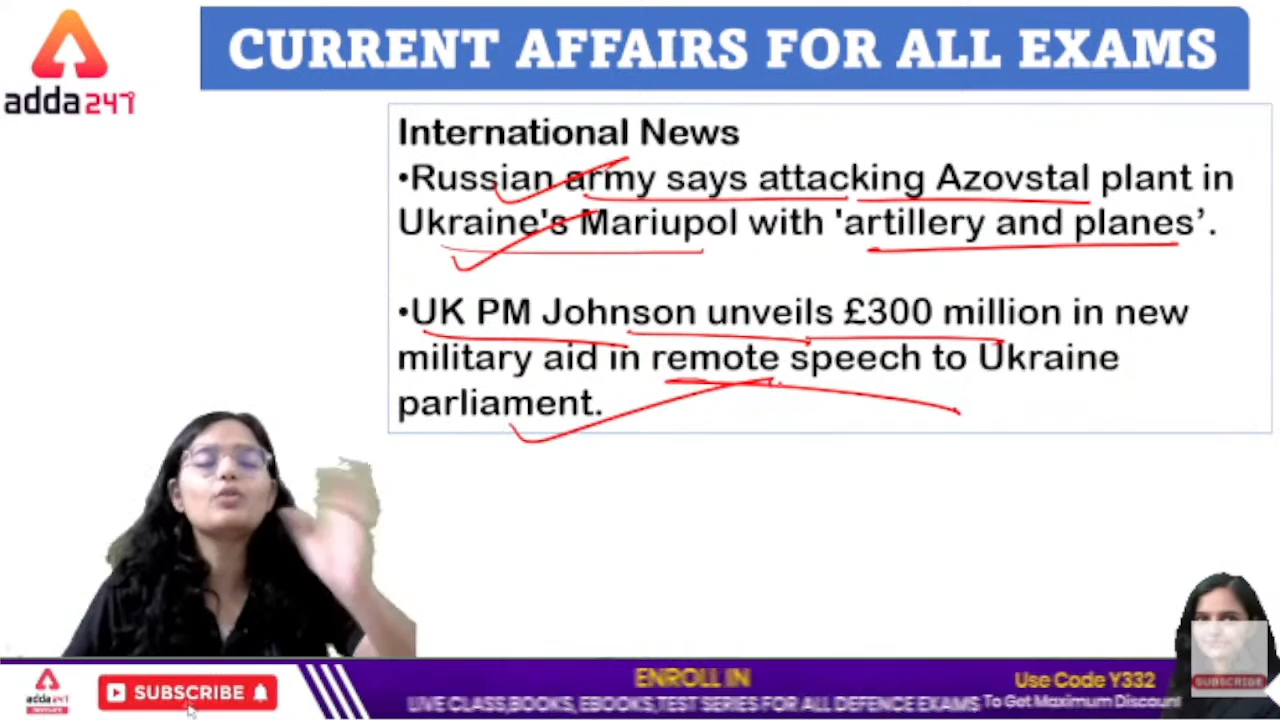 CURRENT AFFAIRS FOR ALL EXAMS
adda247
International News
•Russian army says attacking Azovstal plant in
Ukraine's Mariupol with 'artillery and planes’.
•UK PM Johnson unveils £300 million in new
military aid in remote speech to Ukraine
parliament.
SUBSCRIBE
adda247
SUBSCRIBE
ENROLL IN
LIVE CLASS,BOOKS, EBOOKS,TEST SERIES FOR ALL DEFENCE EXAMS
Use Code Y332
To Get Maximum Discount